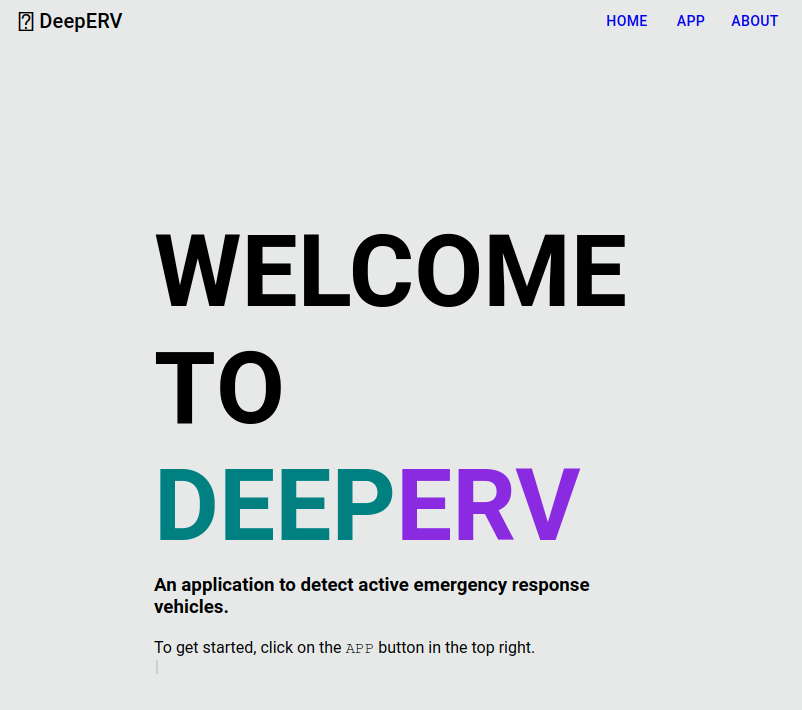 DeepERV
HOME APP ABOUT
WELCOME
TO
DEEPERV
An application to detect active emergency response
vehicles.
To get started, click on the APP button in the top right.